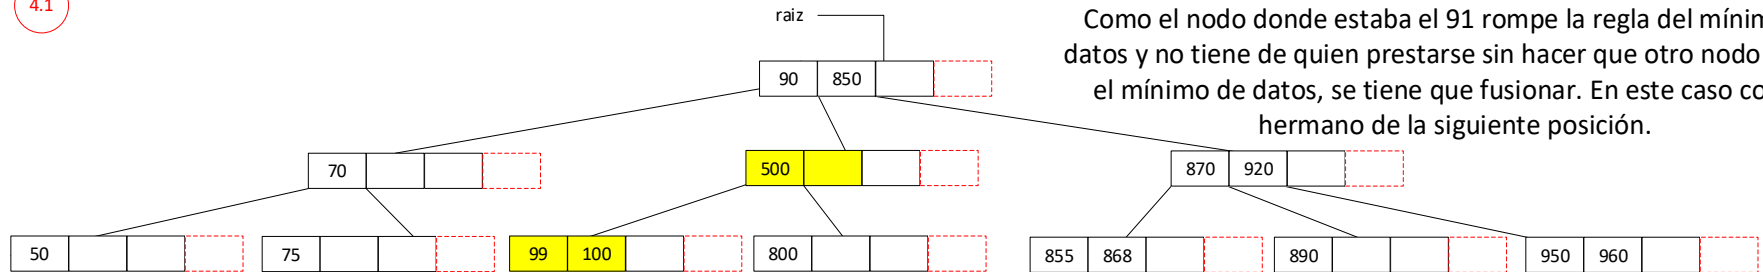 4.1
raiz
Como el nodo donde estaba el 91 rompe la regla del
datos y no tiene de quien prestarse sin hacer que otro nodo
el mínimo de datos, se tiene que fusionar. En este caso
hermano de la siguiente posición.
90 850
70
500
870 920
50
75
99 100
800
855 868
890
950 960